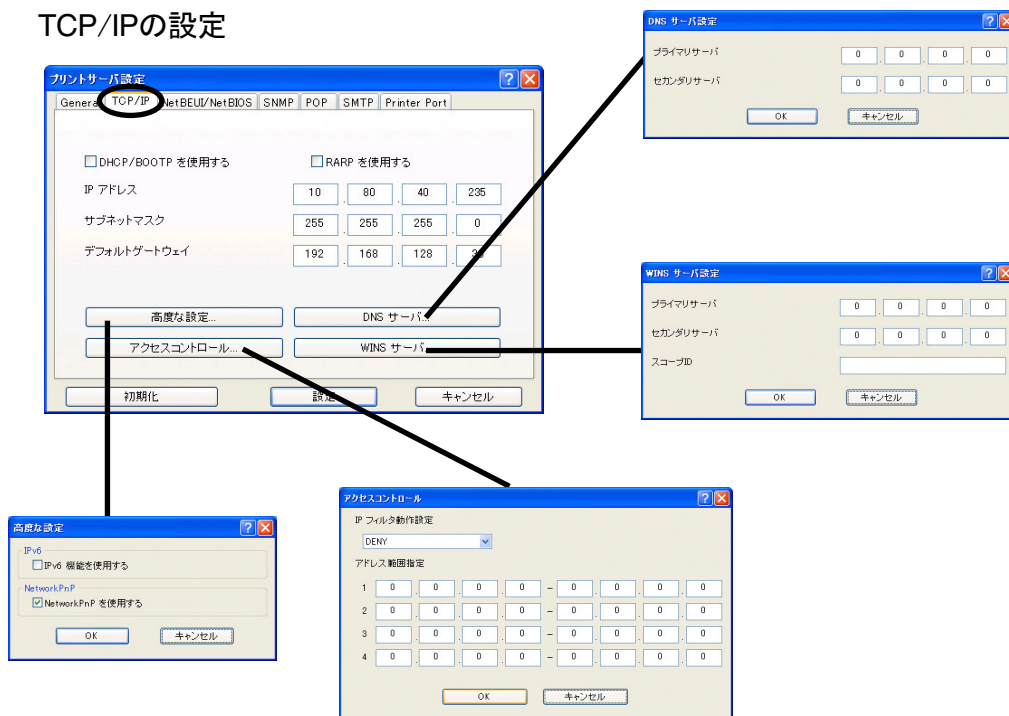 TCP/IPの設定
プリントサーバ設定
General TCP/IP NetBEUI/NetBIOS SNMP POP SMTP Printer Port
DHCP/BOOTP を使用する RARP を使用する
IP アドレス 10 . 80 . 40 . 235
サブネットマスク 255 . 255 . 255 . 0
デフォルトゲートウェイ 192 . 168 . 128 .
高度な設定... DNS サーバ...
アクセスコントロール... WINS サーバ...
初期化 設定 キャンセル
DNS サーバ設定
プライマリサーバ 0 . 0 . 0 . 0
セカンダリサーバ 0 . 0 . 0 . 0
OK キャンセル
WINS サーバ設定
プライマリサーバ 0 . 0 . 0 . 0
セカンダリサーバ 0 . 0 . 0 . 0
スコープID
OK キャンセル
高度な設定
IPv6
IPv6 機能を使用する
NetworkPnP
NetworkPnP を使用する
OK キャンセル
アクセスコントロール
IP フィルタ動作設定
DENY
アドレス範囲指定
1 0 . 0 . 0 . 0 - 0 . 0 . 0 . 0
2 0 . 0 . 0 . 0 - 0 . 0 . 0 . 0
3 0 . 0 . 0 . 0 - 0 . 0 . 0 . 0
4 0 . 0 . 0 . 0 - 0 . 0 . 0 . 0
OK キャンセル